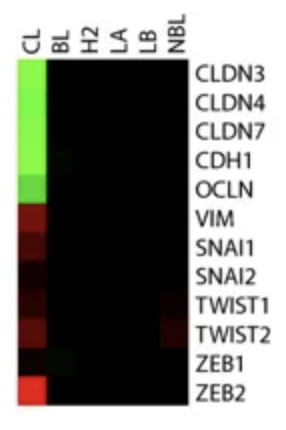 CL BL H2 LA LB NBL
CLDN3
CLDN4
CLDN7
CDH1
OCLN
VIM
SNAI1
SNAI2
TWIST1
TWIST2
ZEB1
ZEB2